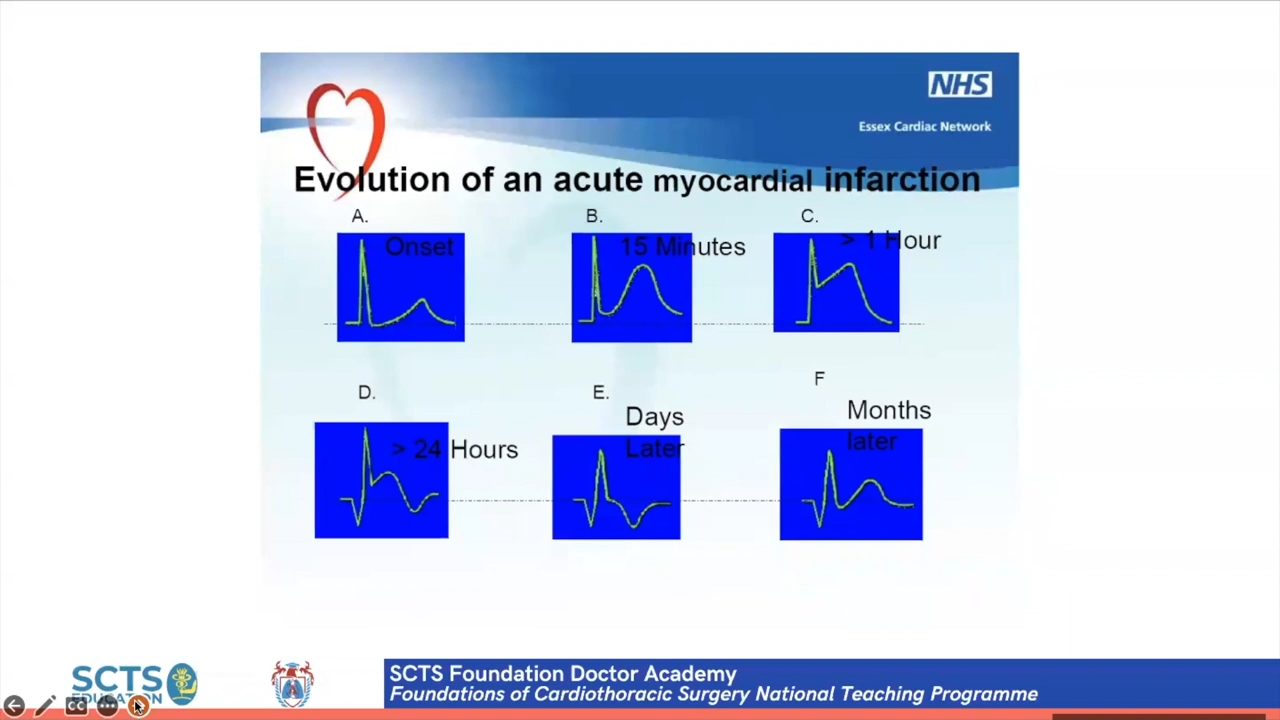 NHS
Essex Cardiac Network
Evolution of an acute myocardial infarction
A.
Onset
B.
15 Minutes
C.
> 1 Hour
D.
> 24 Hours
E.
Days
Later
F
Months
later
SCTS
EDUCATION
SCTS Foundation Doctor Academy
Foundations of Cardiothoracic Surgery National Teaching Programme
CC